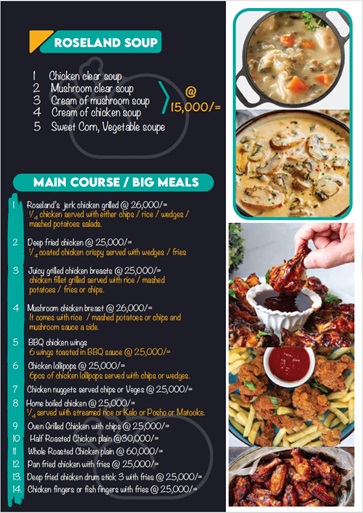 ROSELAND SOUP
1 Chicken clear soup
2 Mushroom clear soup
3 Cream of mushroom soup
4 Cream of chicken soup
5 Sweet Corn, Vegetable soupe
@
15,000/=
MAIN COURSE / BIG MEALS
1 Roseland's jerk chicken grilled @ 26,000/=
1/4 chicken served with either chips / rice / wedges /
mashed potatoes salads.
2 Deep fried chicken @ 25,000/=
1/4 coated chicken crispy served with wedges / fries
3 Juicy grilled chicken breasts @ 25,000/=
chicken fillet grilled served with rice / mashed
potatoes / fries or chips.
4 Mushroom chicken breast @ 26,000/=
It comes with rice / mashed potatoes or chips and
mushroom sauce a side.
5 BBQ chicken wings
6 wings toasted in BBQ sauce @ 25,000/=
6 Chicken lollipops @ 25,000/=
6pcs of chicken lollipops served with chips or wedges.
7 Chicken nuggets served chips or Veges @ 25,000/=
8 Home boiled chicken @ 25,000/=
1/4 served with streamed rice or Kalo or Posho or Matooke.
9 Oven Grilled Chicken with chips @ 25,000/=
10 Half Roasted Chicken plain @30,000/=
11 Whole Roasted Chicken plain @ 60,000/=
12 Pan fried chicken with fries @ 25,000/=
13. Deep fried chicken drum stick 3 with fries @ 25,000/=
14. Chicken fingers or fish fingers with fries @ 25,000/=